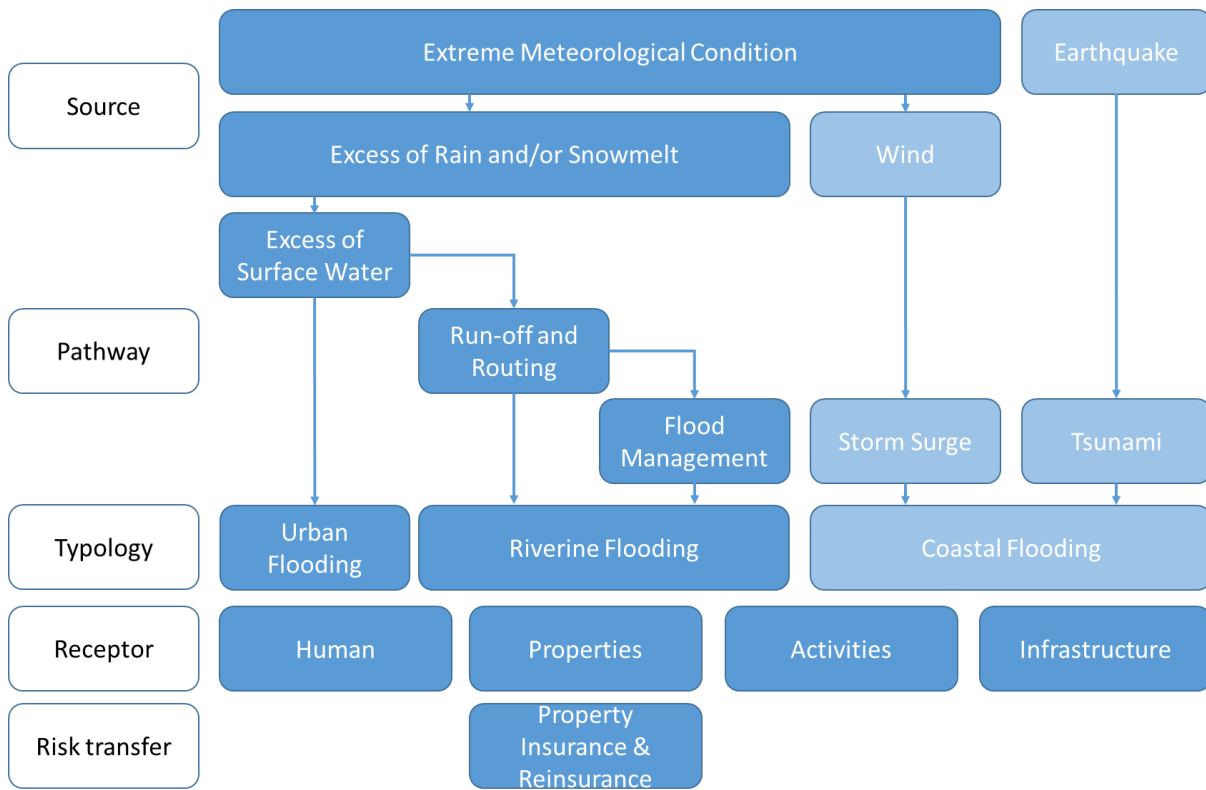 Extreme Meteorological Condition
Earthquake
Source
Excess of Rain and/or Snowmelt
Wind
Excess of
Surface Water
Pathway
Run-off and
Routing
Flood
Management
Storm Surge
Tsunami
Typology
Urban
Flooding
Riverine Flooding
Coastal Flooding
Receptor
Human
Properties
Activities
Infrastructure
Risk transfer
Property
Insurance &
Reinsurance